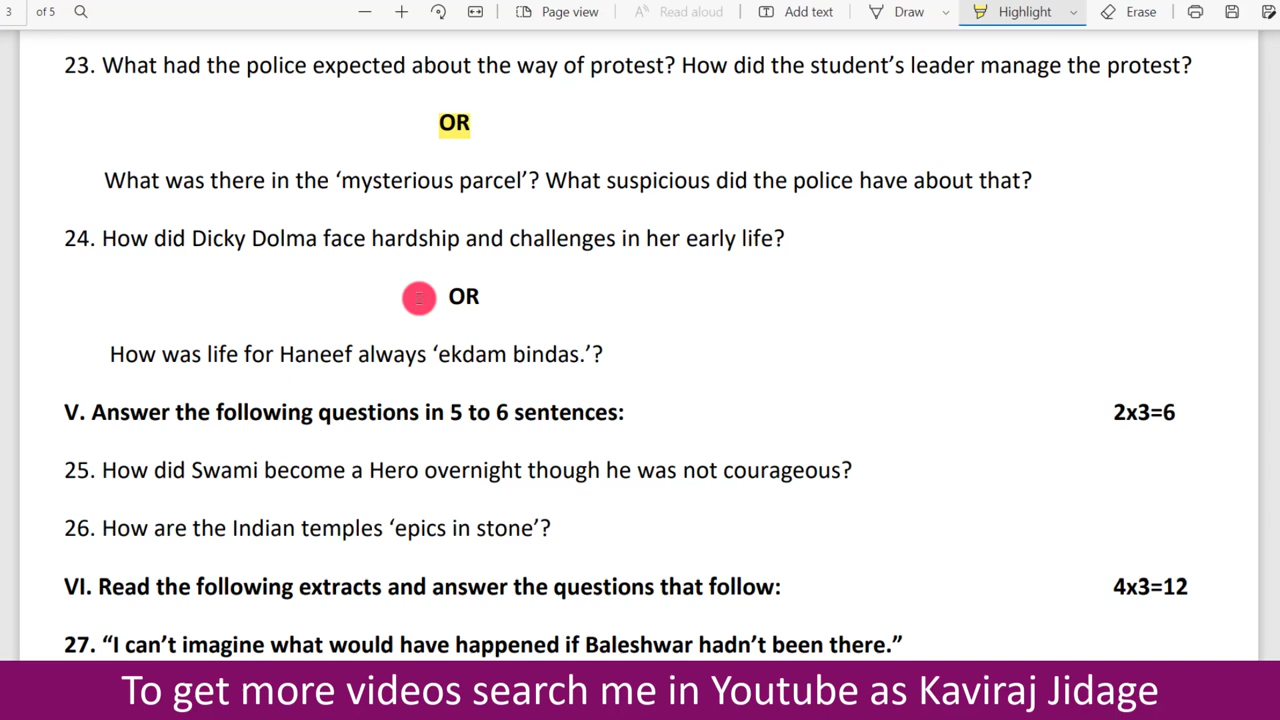 3 of 5 Page view Read aloud Add text Draw Highlight Erase
23. What had the police expected about the way of protest? How did the student’s leader manage the protest?
OR
What was there in the ‘mysterious parcel’? What suspicious did the police have about that?
24. How did Dicky Dolma face hardship and challenges in her early life?
OR
How was life for Haneef always ‘ekdam bindas.’?
V. Answer the following questions in 5 to 6 sentences: 2x3=6
25. How did Swami become a Hero overnight though he was not courageous?
26. How are the Indian temples ‘epics in stone’?
VI. Read the following extracts and answer the questions that follow: 4x3=12
27. “I can’t imagine what would have happened if Baleshwar hadn’t been there.”
To get more videos search me in Youtube as Kaviraj Jidage